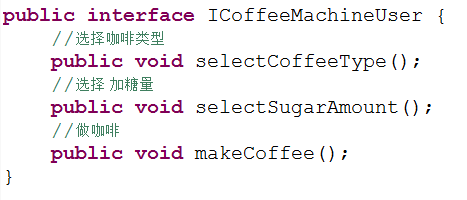 public interface ICoffeeMachineUser {
//选择咖啡类型
public void selectCoffeeType();
//选择 加糖量
public void selectSugarAmount();
//做咖啡
public void makeCoffee();
}